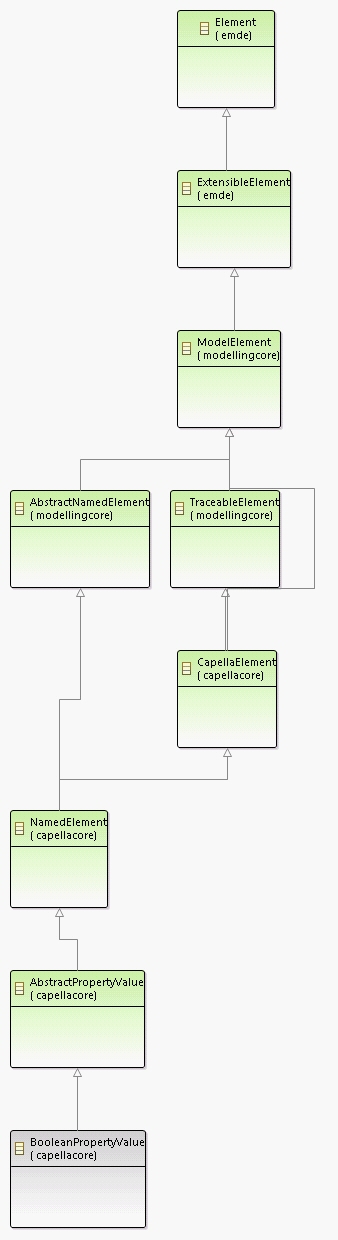 Element
( emde)
ExtensibleElement
( emde)
ModelElement
( modellingcore)
AbstractNamedElement
( modellingcore)
TraceableElement
( modellingcore)
CapellaElement
( capellacore)
NamedElement
( capellacore)
AbstractPropertyValue
( capellacore)
BooleanPropertyValue
( capellacore)